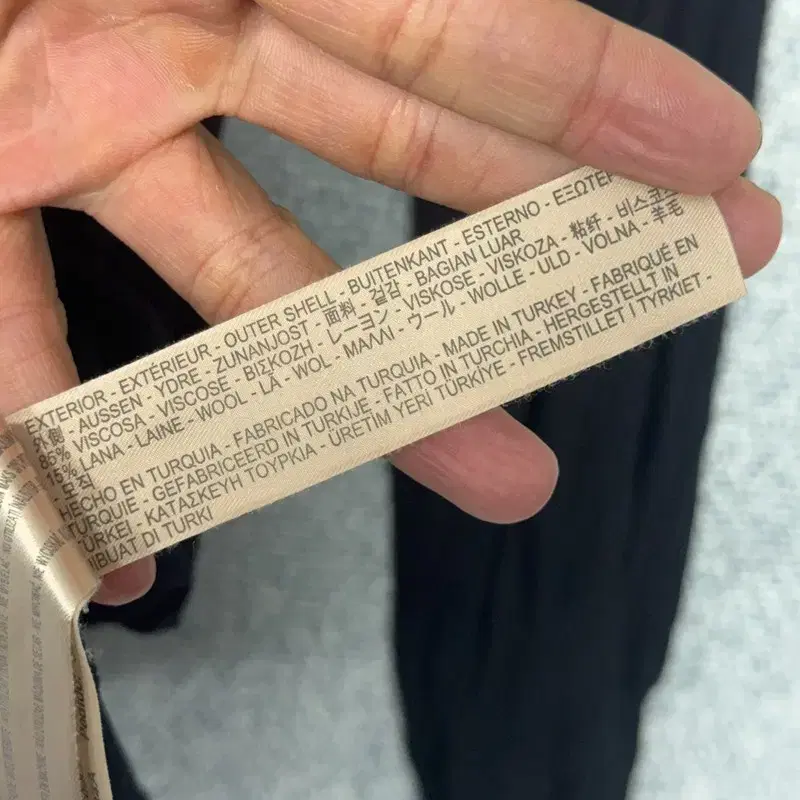 EXTERIOR - EXTÉRIEUR - OUTER SHELL - BUITENKANT - ESTERNO - ΕΞΩΤΕΡ
外側 - AUSSEN - YDRE - ZUNANJOST - 面料 - 겉감 - BAGIAN LUAR
85% VISCOSA - VISCOSE - ΒΙΣΚΟΖΗ - レーヨン - VISKOSE - VISKOZA - 粘纤 - 비스코스
15% LANA - LAINE - WOOL - LÃ - WOL - ΜΑΛΛΙ - ウール - WOLLE - ULD - VOLNA - 羊毛
- 모직
HECHO EN TURQUIA - FABRICADO NA TURQUIA - MADE IN TURKEY - FABRIQUÉ EN
TURQUIE - GEFABRICEERD IN TURKIJE - FATTO IN TURCHIA - HERGESTELLT IN
TÜRKEI - ΚΑΤΑΣΚΕΥΗ ΤΟΥΡΚΙΑ - ÜRETIM YERİ TÜRKİYE - FREMSTILLET I TYRKIET -
DIBUAT DI TURKI